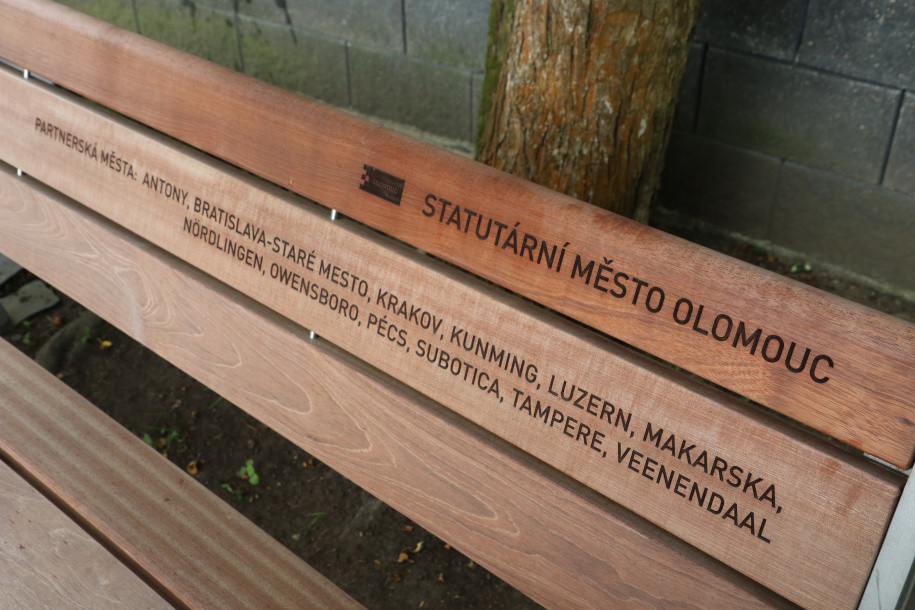 STATUTÁRNÍ MĚSTO OLOMOUC
PARTNERSKÁ MĚSTA: ANTONY, BRATISLAVA-STARÉ MESTO, KRAKOV, KUNMING, LUZERN, MAKARSKA,
NÖRDLINGEN, OWENSBORO, PÉCS, SUBOTICA, TAMPERE, VEENENDAAL